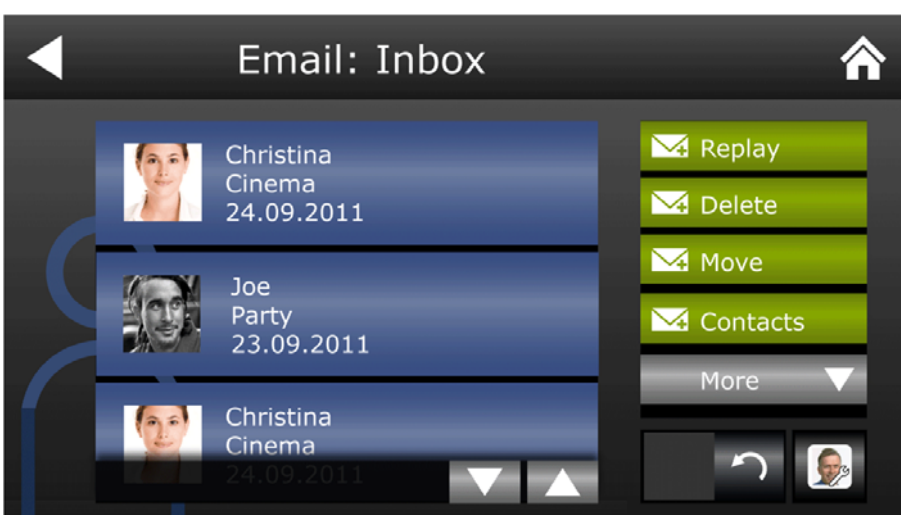 Email: Inbox
Christina
Cinema
24.09.2011
Joe
Party
23.09.2011
Christina
Cinema
24.09.2011
Replay
Delete
Move
Contacts
More